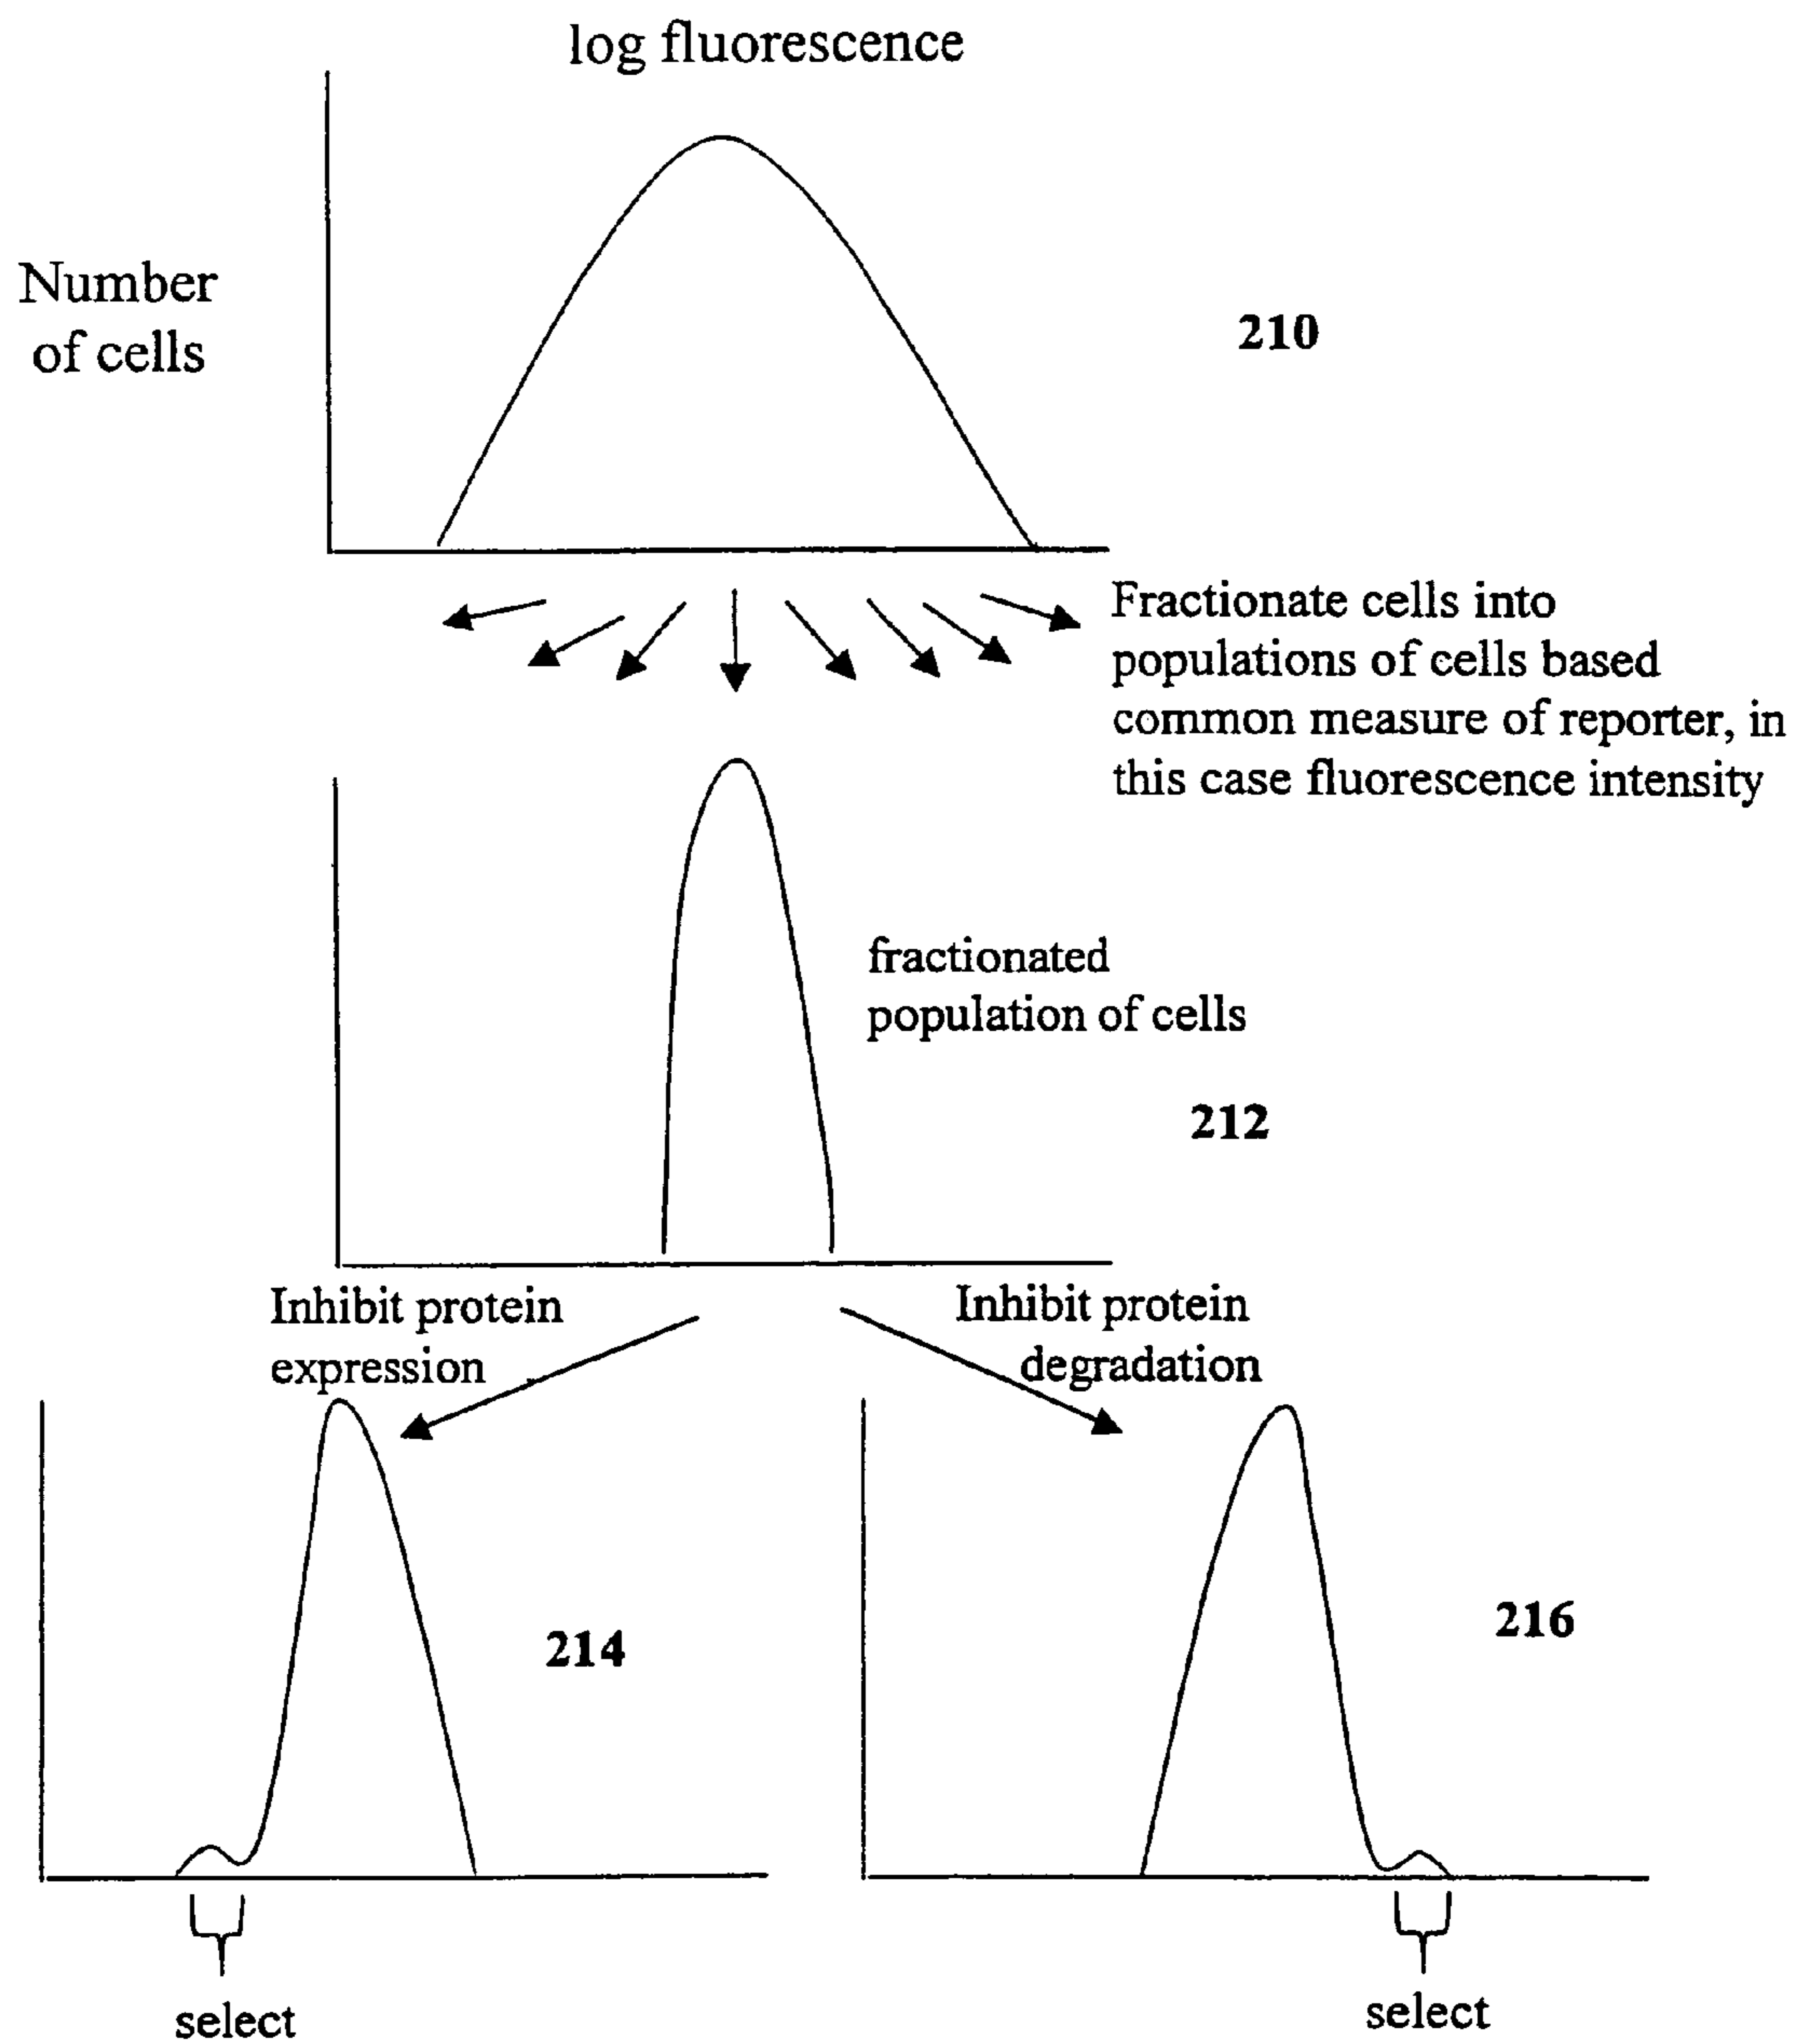 log fluorescence
Number
of cells
210
Fractionate cells into
populations of cells based
common measure of reporter, in
this case fluorescence intensity
fractionated
population of cells
212
Inhibit protein
expression
Inhibit protein
degradation
214
216
select
select